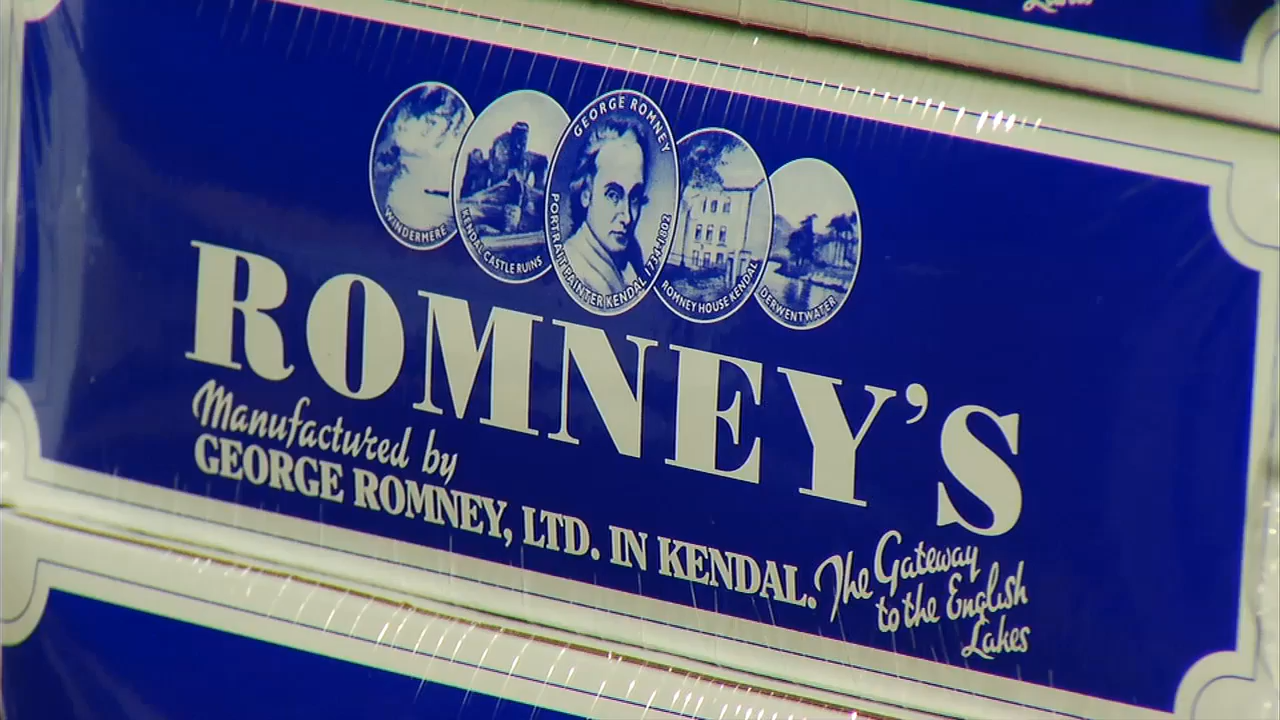 Lakes
WINDERMERE
KENDAL CASTLE RUINS
GEORGE ROMNEY
PORTRAIT PAINTER KENDAL 1734-1802
ROMNEY HOUSE KENDAL
DERWENTWATER
ROMNEY'S
Manufactured by
GEORGE ROMNEY, LTD. IN KENDAL. The Gateway
to the English
Lakes